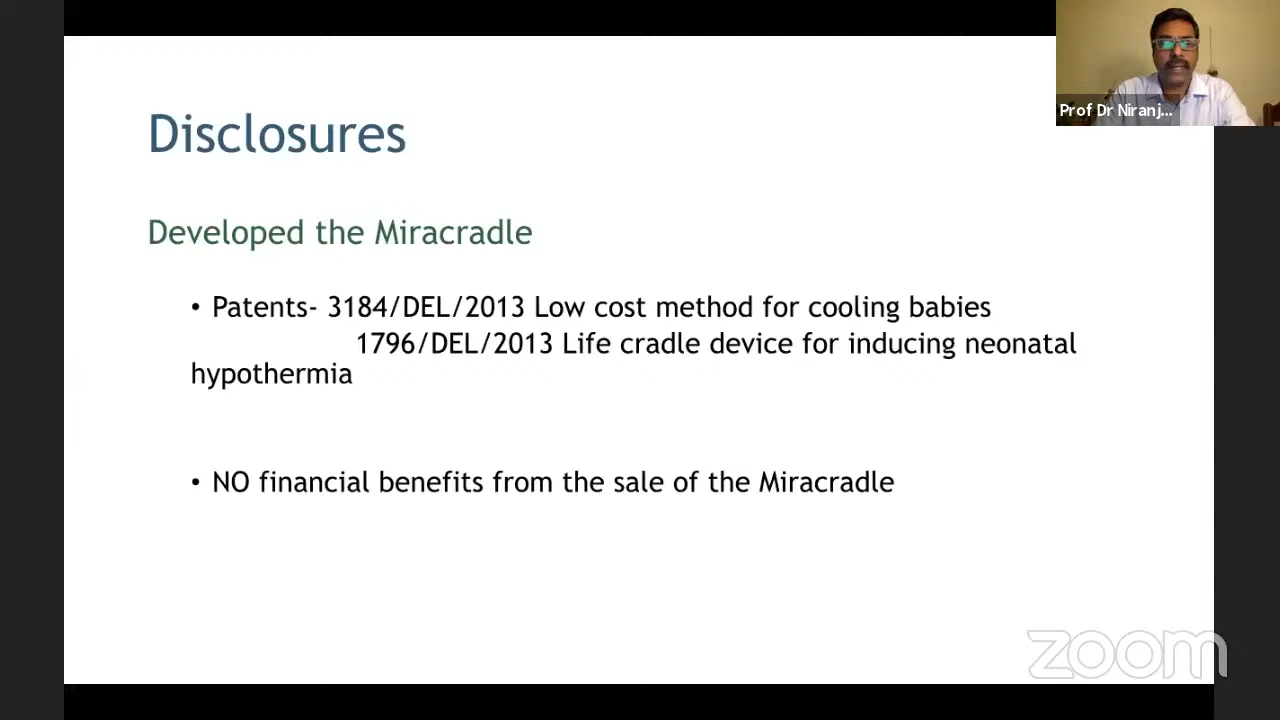 Disclosures
Developed the Miracradle
• Patents- 3184/DEL/2013 Low cost method for cooling babies
1796/DEL/2013 Life cradle device for inducing neonatal
hypothermia
• NO financial benefits from the sale of the Miracradle
Prof Dr Niranj...
zoom